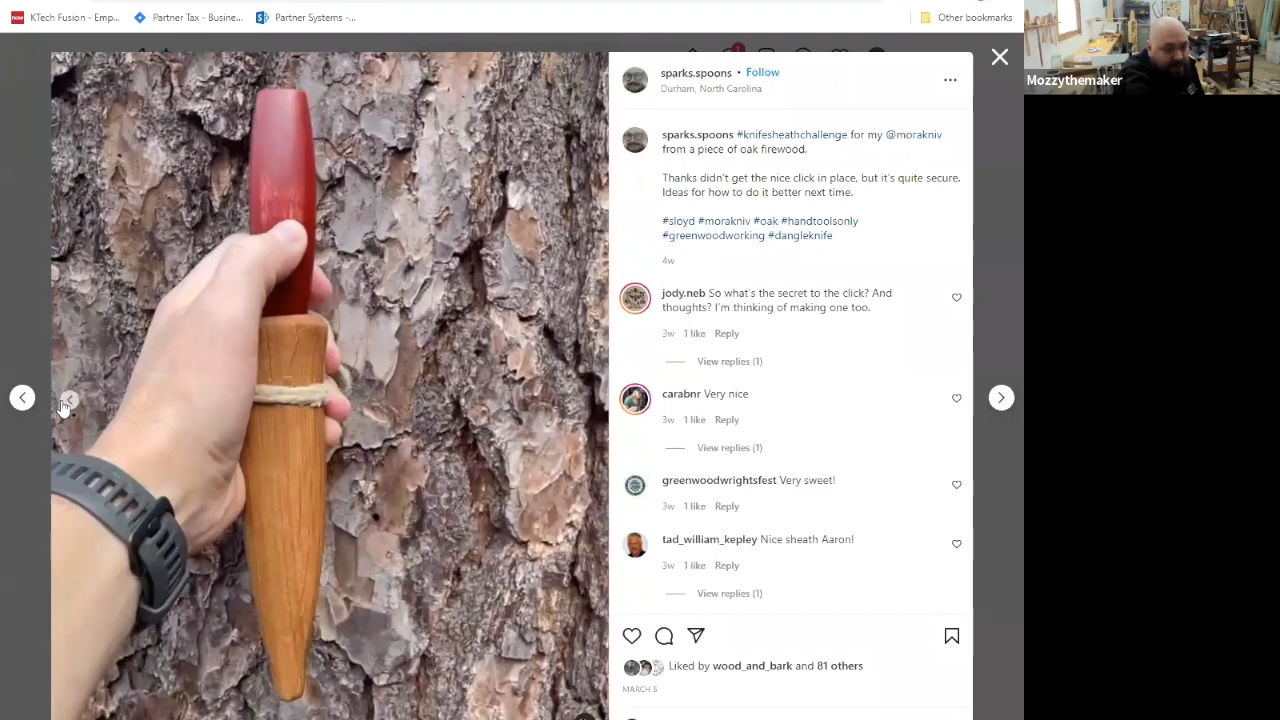 new
KTech Fusion - Emp...
Partner Tax - Busine...
Partner Systems -...
Other bookmarks
Mozzythemaker
sparks.spoons • Follow
Durham, North Carolina
sparks.spoons #knifesheathchallenge for my @morakniv
from a piece of oak firewood.
Thanks didn't get the nice click in place, but it's quite secure.
Ideas for how to do it better next time.
#sloyd #morakniv #oak #handtoolsonly
#greenwoodworking #dangleknife
4w
jody.neb So what's the secret to the click? And
thoughts? I'm thinking of making one too.
3w 1 like Reply
View replies (1)
carabnr Very nice
3w 1 like Reply
View replies (1)
greenwoodwrightsfest Very sweet!
3w 1 like Reply
tad_william_kepley Nice sheath Aaron!
3w 1 like Reply
View replies (1)
Liked by wood_and_bark and 81 others
MARCH 5